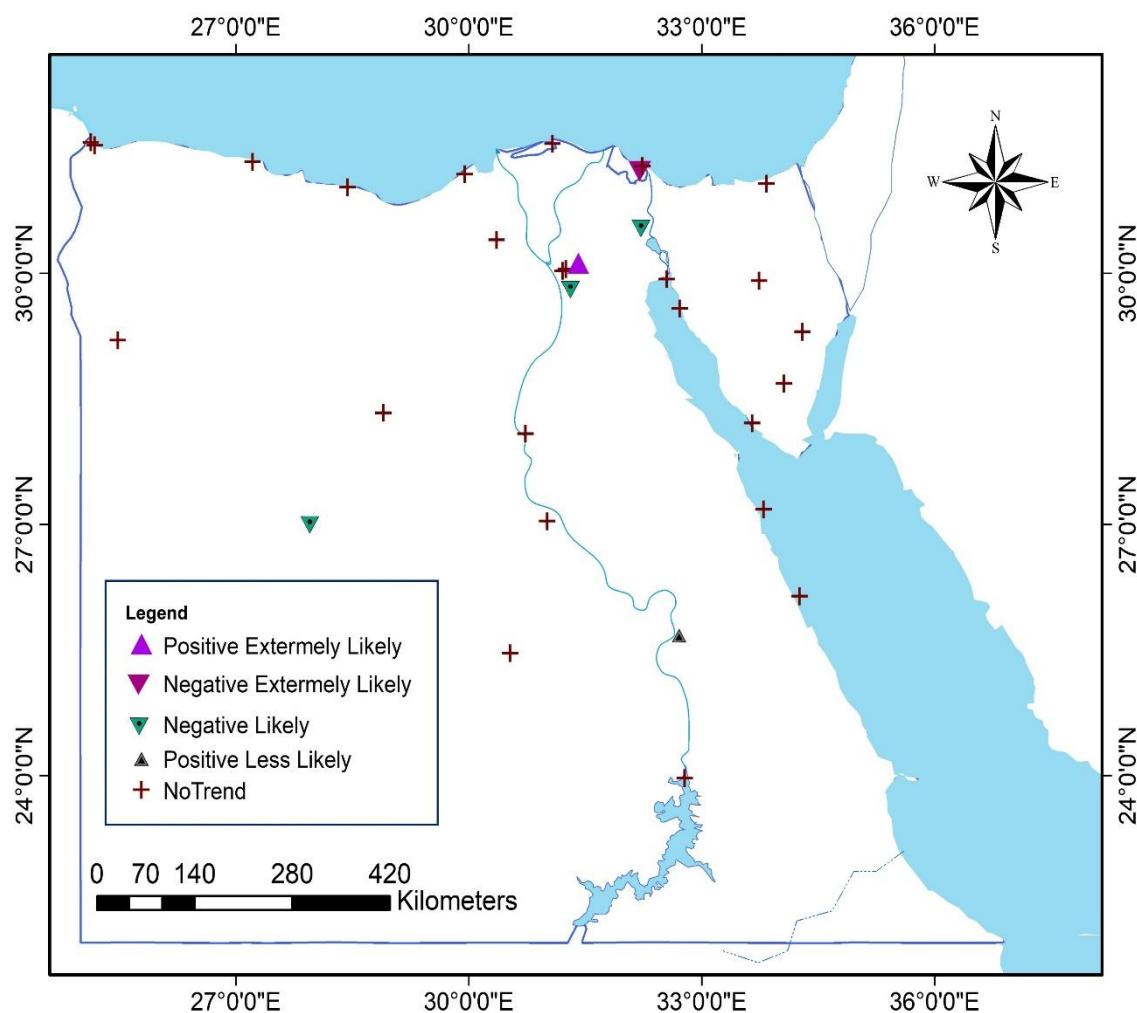 27°0'0"E 30°0'0"E 33°0'0"E 36°0'0"E
N
W E
S
30°0'0"N 30°0'0"N
27°0'0"N 27°0'0"N
Legend
Positive Extermely Likely
Negative Extermely Likely
Negative Likely
Positive Less Likely
NoTrend
24°0'0"N 24°0'0"N
0 70 140 280 420
Kilometers
27°0'0"E 30°0'0"E 33°0'0"E 36°0'0"E